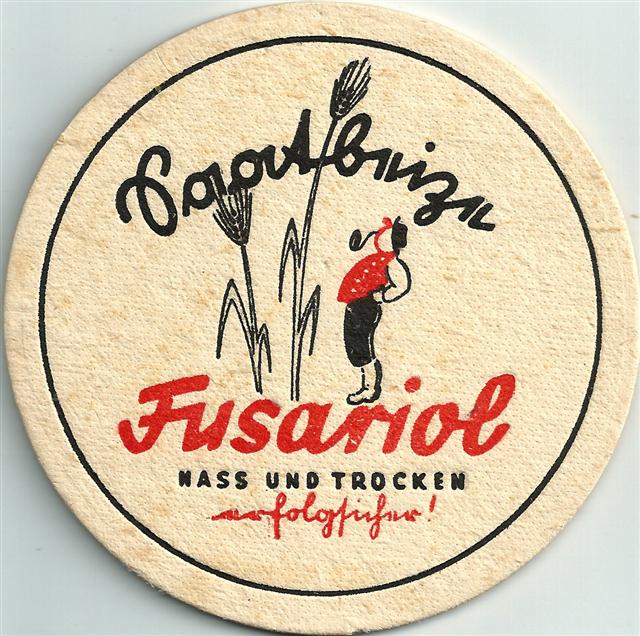 Saatbeize
Fusariol
NASS UND TROCKEN
erfolgsicher!